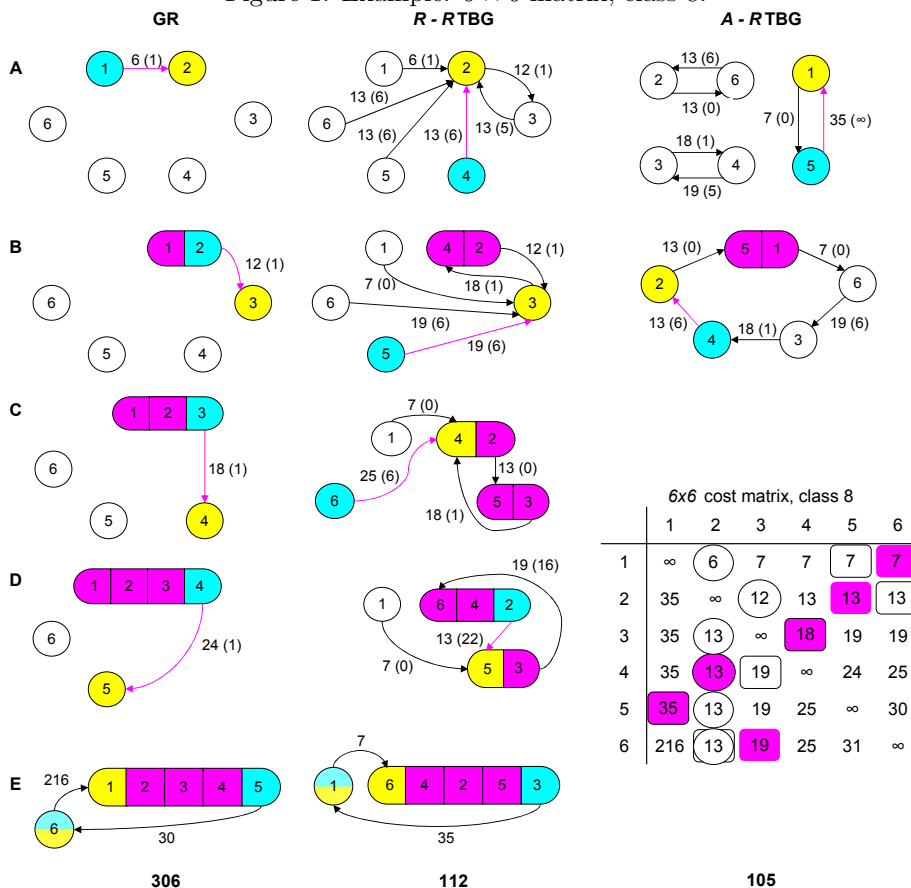 Figure 1: Example: 6×6 matrix, class 8.
GR R - R TBG A - R TBG
A
1 6 (1) 2
6 3
5 4
1 6 (1) 2 12 (1)
13 (6)
6 13 (6) 13 (6) 13 (5) 3
5 4
13 (6)
2 6 1
13 (0)
7 (0) 35 (∞)
18 (1)
3 4 5
19 (5)
B
1 2
12 (1)
6 3
5 4
1 4 2 12 (1)
7 (0) 18 (1)
6 3
19 (6)
5 19 (6)
13 (0) 5 1 7 (0)
2 6
13 (6) 18 (1) 19 (6)
4 3
C
1 2 3
6 18 (1)
5 4
7 (0)
1 4 2
25 (6) 13 (0)
6 5 3
18 (1)
6x6 cost matrix, class 8
1 2 3 4 5 6
1 ∞ 6 7 7 7 7
2 35 ∞ 12 13 13 13
3 35 13 ∞ 18 19 19
4 35 13 19 ∞ 24 25
5 35 13 19 25 ∞ 30
6 216 13 19 25 31 ∞
D
1 2 3 4
6
24 (1)
5
19 (16)
1 6 4 2
13 (22)
7 (0) 5 3
E
216
1 2 3 4 5
6
30
7
1 6 4 2 5 3
35
306 112 105